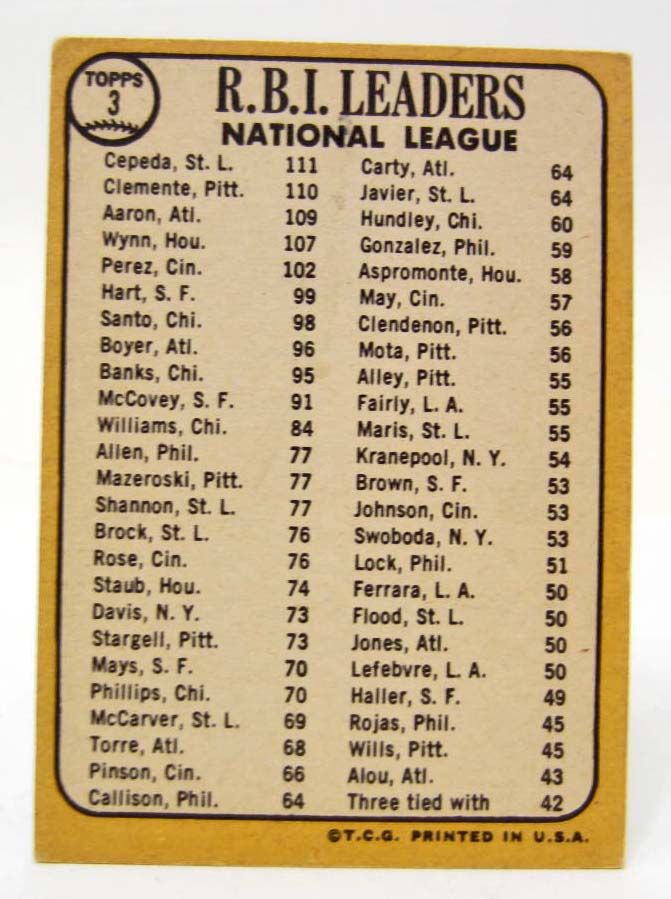 TOPPS
3
R.B.I. LEADERS
NATIONAL LEAGUE
Cepeda, St. L. 111
Clemente, Pitt. 110
Aaron, Atl. 109
Wynn, Hou. 107
Perez, Cin. 102
Hart, S. F. 99
Santo, Chi. 98
Boyer, Atl. 96
Banks, Chi. 95
McCovey, S. F. 91
Williams, Chi. 84
Allen, Phil. 77
Mazeroski, Pitt. 77
Shannon, St. L. 77
Brock, St. L. 76
Rose, Cin. 76
Staub, Hou. 74
Davis, N. Y. 73
Stargell, Pitt. 73
Mays, S. F. 70
Phillips, Chi. 70
McCarver, St. L. 69
Torre, Atl. 68
Pinson, Cin. 66
Callison, Phil. 64
Carty, Atl. 64
Javier, St. L. 64
Hundley, Chi. 60
Gonzalez, Phil. 59
Aspromonte, Hou. 58
May, Cin. 57
Clendenon, Pitt. 56
Mota, Pitt. 56
Alley, Pitt. 55
Fairly, L. A. 55
Maris, St. L. 55
Kranepool, N. Y. 54
Brown, S. F. 53
Johnson, Cin. 53
Swoboda, N. Y. 53
Lock, Phil. 51
Ferrara, L. A. 50
Flood, St. L. 50
Jones, Atl. 50
Lefebvre, L. A. 50
Haller, S. F. 49
Rojas, Phil. 45
Wills, Pitt. 45
Alou, Atl. 43
Three tied with 42
©T.C.G. PRINTED IN U.S.A.